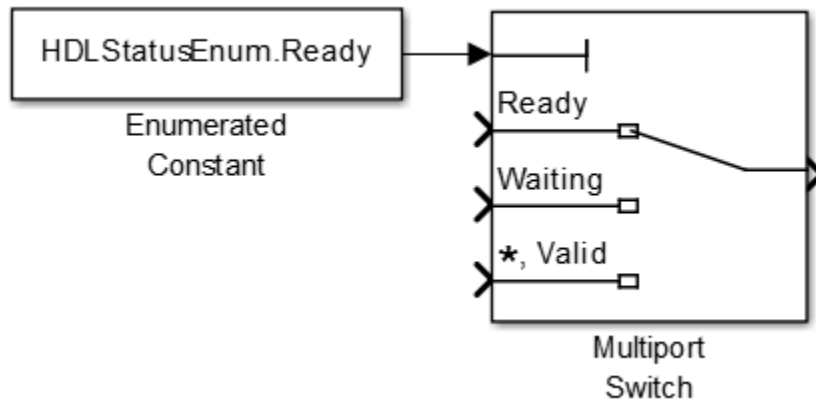 HDLStatusEnum.Ready
Enumerated
Constant
Ready
Waiting
*, Valid
Multiport
Switch